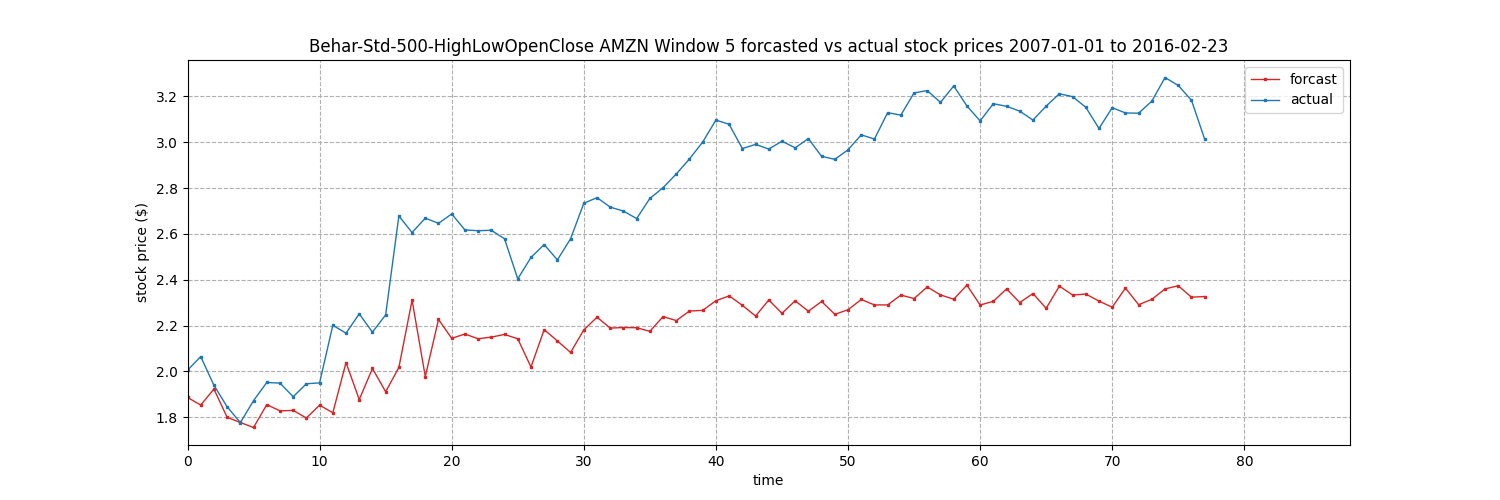 Behar-Std-500-HighLowOpenClose AMZN Window 5 forcasted vs actual stock prices 2007-01-01 to 2016-02-23
forcast
actual
3.2
3.0
2.8
2.6
2.4
2.2
2.0
1.8
stock price ($)
0 10 20 30 40 50 60 70 80
time